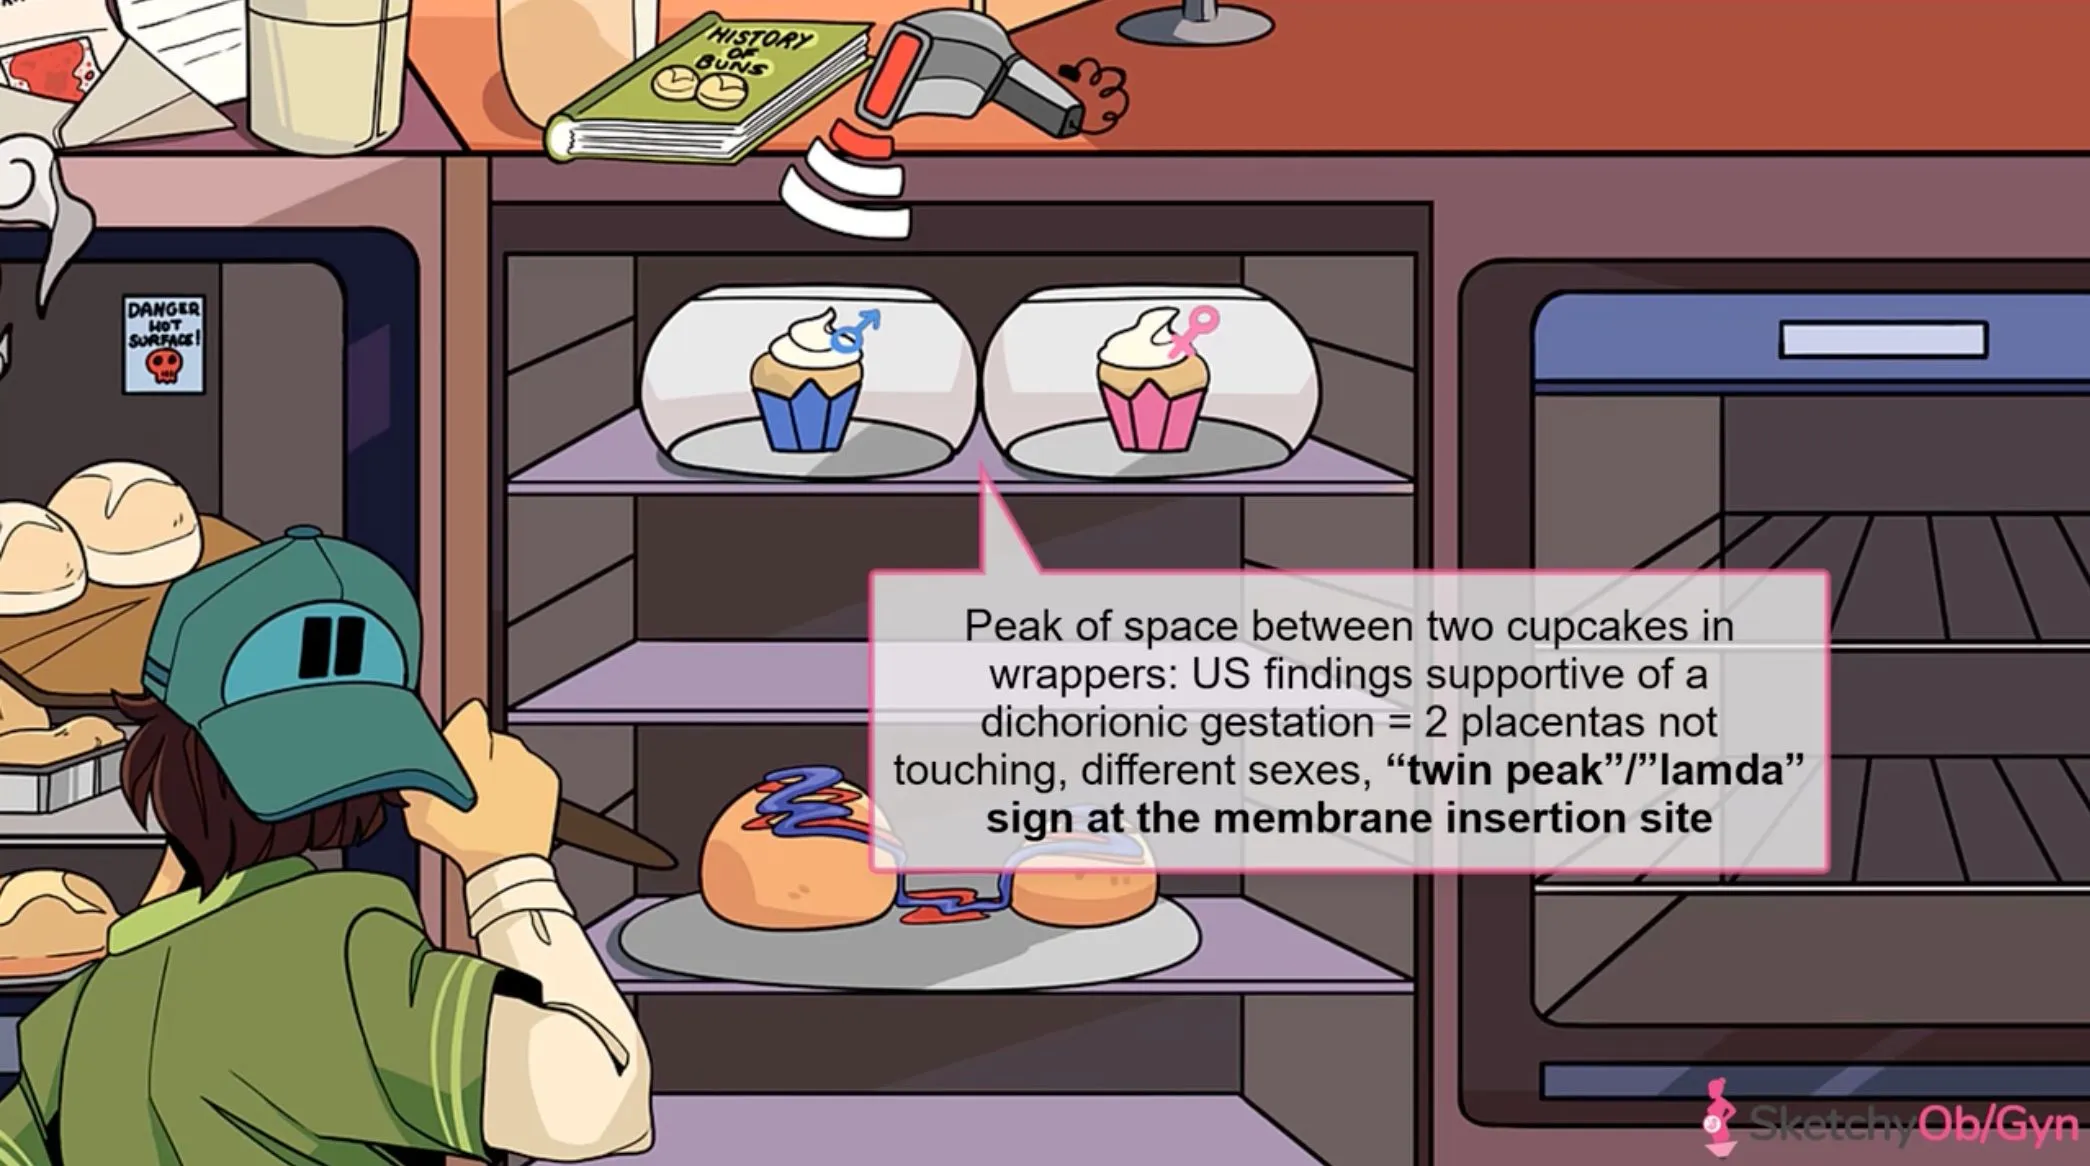 HISTORY
OF
BUNS
DANGER
HOT
SURFACE!
Peak of space between two cupcakes in
wrappers: US findings supportive of a
dichorionic gestation = 2 placentas not
touching, different sexes, “twin peak”/”lamda”
sign at the membrane insertion site
SketchyOb/Gyn